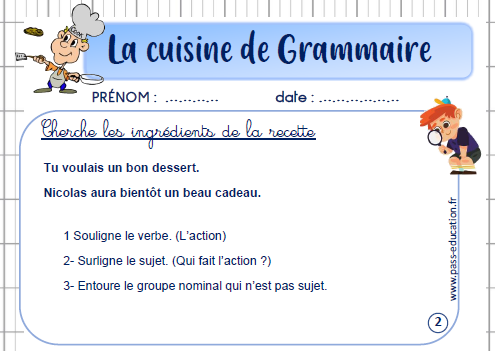 La cuisine de Grammaire
PRÉNOM : ........... date : ................
Cherche les ingrédients de la recette
Tu voulais un bon dessert.
Nicolas aura bientôt un beau cadeau.
1 Souligne le verbe. (L'action)
2- Surligne le sujet. (Qui fait l'action ?)
3- Entoure le groupe nominal qui n'est pas sujet.
www.pass-education.fr
2